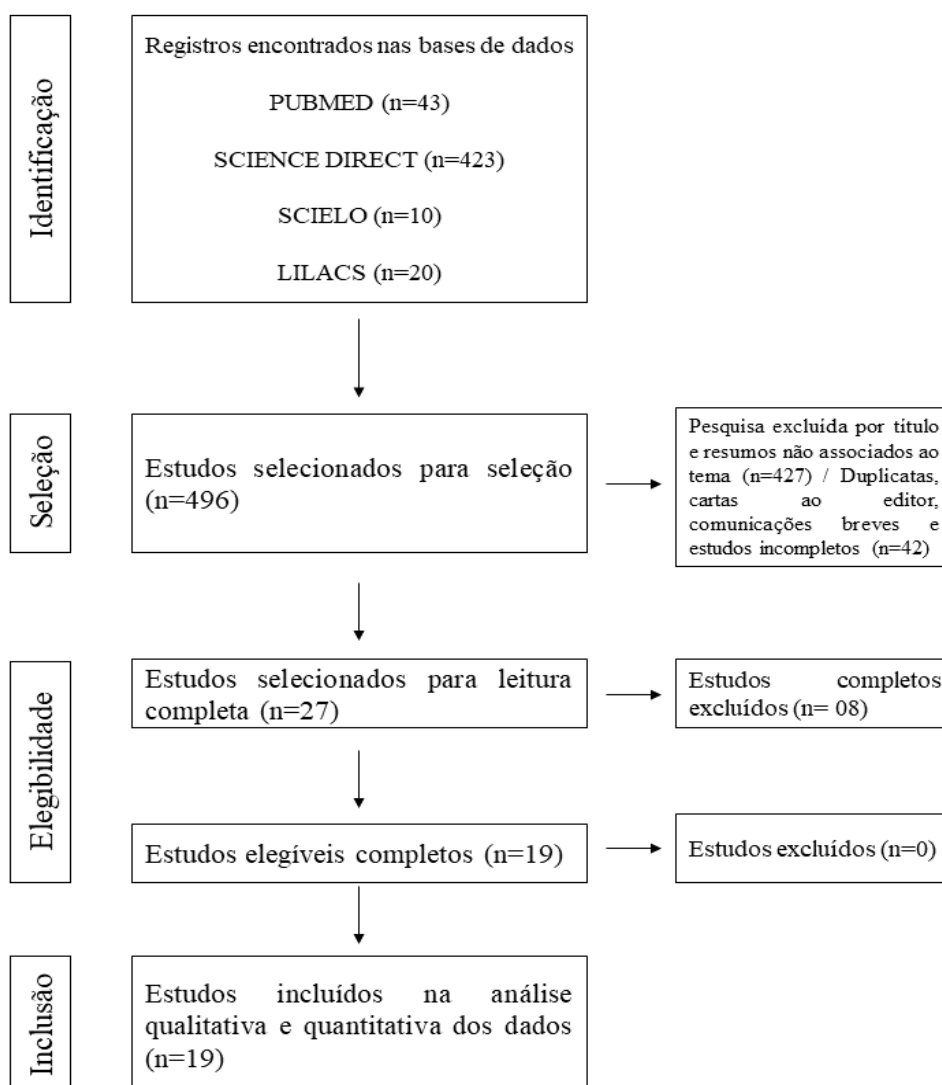 Identificação
Registros encontrados nas bases de dados
PUBMED (n=43)
SCIENCE DIRECT (n=423)
SCIELO (n=10)
LILACS (n=20)
Seleção
Estudos selecionados para seleção
(n=496)
Pesquisa excluída por titulo
e resumos não associados ao
tema (n=427) / Duplicatas,
cartas ao editor,
comunicações breves e
estudos incompletos (n=42)
Elegibilidade
Estudos selecionados para leitura
completa (n=27)
Estudos completos
excluídos (n= 08)
Estudos elegíveis completos (n=19)
Estudos excluídos (n=0)
Inclusão
Estudos incluídos na análise
qualitativa e quantitativa dos dados
(n=19)